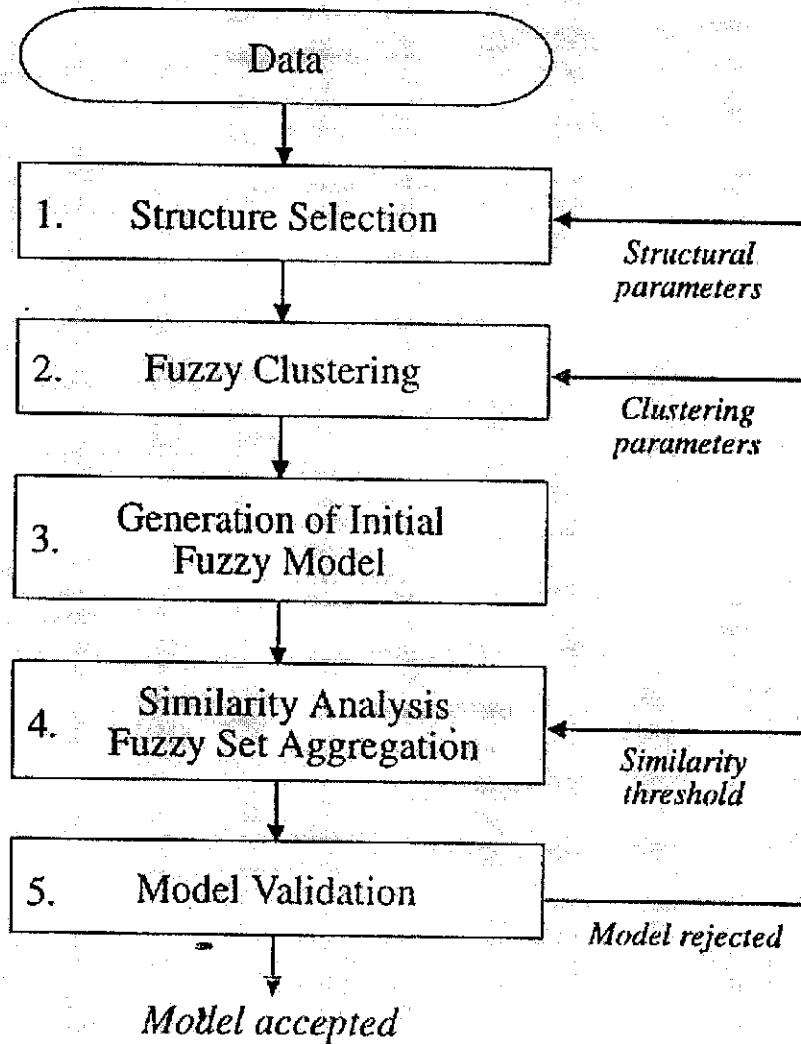 Data
1. Structure Selection
Structural
parameters
2. Fuzzy Clustering
Clustering
parameters
3. Generation of Initial
Fuzzy Model
4. Similarity Analysis
Fuzzy Set Aggregation
Similarity
threshold
5. Model Validation
Model rejected
Model accepted